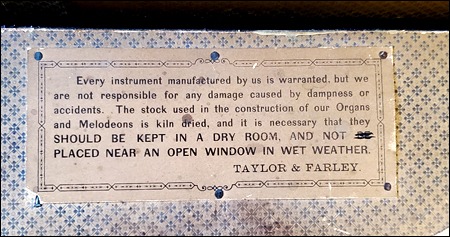 Every instrument manufactured by us is warranted, but we
are not responsible for any damage caused by dampness or
accidents. The stock used in the construction of our Organs
and Melodeons is kiln dried, and it is necessary that they
SHOULD BE KEPT IN A DRY ROOM, AND NOT
PLACED NEAR AN OPEN WINDOW IN WET WEATHER.
TAYLOR & FARLEY.